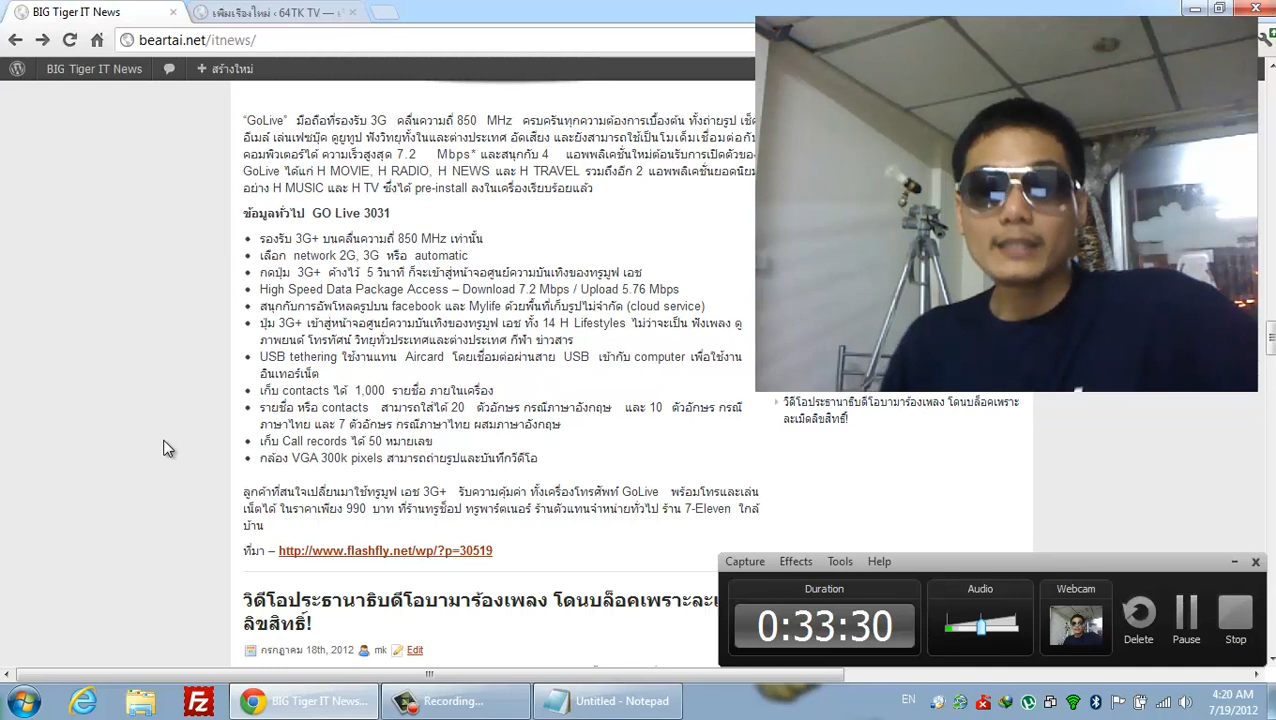 BIG Tiger IT News
เพิ่มเรื่องใหม่ ‹ 64TK TV —
beartai.net/itnews/
BIG Tiger IT News
+ สร้างใหม่
"GoLive" มือถือที่รองรับ 3G คลื่นความถี่ 850 MHz ครบครันทุกความต้องการเบื้องต้น ทั้งถ่ายรูป เช็ค
อีเมล์ เล่นเฟซบุ๊ค ดูยูทูป ฟังวิทยุทั้งในและต่างประเทศ อัดเสียง และยังสามารถใช้เป็นโมเด็มเชื่อมต่อกับ
คอมพิวเตอร์ได้ ความเร็วสูงสุด 7.2 Mbps* และสนุกกับ 4 แอพพลิเคชั่นใหม่ต้อนรับการเปิดตัวของ
GoLive ได้แก่ H MOVIE, H RADIO, H NEWS และ H TRAVEL รวมถึงอีก 2 แอพพลิเคชั่นยอดนิยม
อย่าง H MUSIC และ H TV ซึ่งได้ pre-install ลงในเครื่องเรียบร้อยแล้ว
ข้อมูลทั่วไป GO Live 3031
รองรับ 3G+ บนคลื่นความถี่ 850 MHz เท่านั้น
เลือก network 2G, 3G หรือ automatic
กดปุ่ม 3G+ ค้างไว้ 5 วินาที ก็จะเข้าสู่หน้าจอศูนย์ความบันเทิงของทรูมูฟ เอช
High Speed Data Package Access – Download 7.2 Mbps / Upload 5.76 Mbps
สนุกกับการอัพโหลดรูปบน facebook และ Mylife ด้วยพื้นที่เก็บรูปไม่จำกัด (cloud service)
ปุ่ม 3G+ เข้าสู่หน้าจอศูนย์ความบันเทิงของทรูมูฟ เอช ทั้ง 14 H Lifestyles ไม่ว่าจะเป็น ฟังเพลง ดู
ภาพยนต์ โทรทัศน์ วิทยุทั่วประเทศและต่างประเทศ กีฬา ข่าวสาร
USB tethering ใช้งานแทน Aircard โดยเชื่อมต่อผ่านสาย USB เข้ากับ computer เพื่อใช้งาน
อินเทอร์เน็ต
เก็บ contacts ได้ 1,000 รายชื่อ ภายในเครื่อง
รายชื่อ หรือ contacts สามารถใส่ได้ 20 ตัวอักษร กรณีภาษาอังกฤษ และ 10 ตัวอักษร กรณี
ภาษาไทย และ 7 ตัวอักษร กรณีภาษาไทย ผสมภาษาอังกฤษ
เก็บ Call records ได้ 50 หมายเลข
กล้อง VGA 300k pixels สามารถถ่ายรูปและบันทึกวีดีโอ
ลูกค้าที่สนใจเปลี่ยนมาใช้ทรูมูฟ เอช 3G+ รับความคุ้มค่า ทั้งเครื่องโทรศัพท์ GoLive พร้อมโทรและเล่น
เน็ตได้ ในราคาเพียง 990 บาท ที่ร้านทรูช็อป ทรูพาร์ตเนอร์ ร้านตัวแทนจำหน่ายทั่วไป ร้าน 7-Eleven ใกล้
บ้าน
ที่มา – http://www.flashfly.net/wp/?p=30519
วิดีโอประธานาธิบดีโอบามาร้องเพลง โดนบล็อคเพราะละเ
ลิขสิทธิ์!
กรกฎาคม 18th, 2012 mk Edit
วิดีโอประธานาธิบดีโอบามาร้องเพลง โดนบล็อคเพราะ
ละเมิดลิขสิทธิ์!
Capture Effects Tools Help
Duration
0:33:30
Audio
Webcam
Delete
Pause
Stop
BIG Tiger IT News...
Recording...
Untitled - Notepad
EN
4:20 AM
7/19/2012